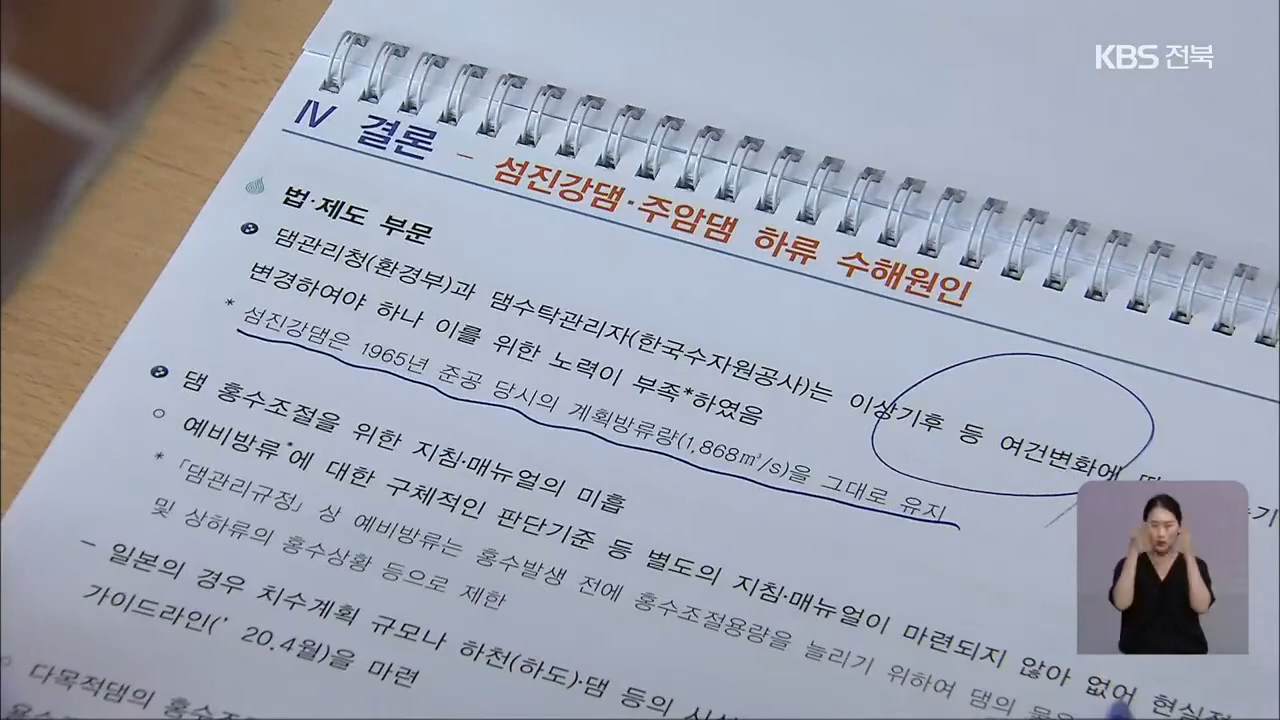 KBS 전북
Ⅳ 결론 - 섬진강댐·주암댐 하류 수해원인
법·제도 부문
댐관리청(환경부)과 댐수탁관리자(한국수자원공사)는 이상기후 등 여건변화에
변경하여야 하나 이를 위한 노력이 부족*하였음
* 섬진강댐은 1965년 준공 당시의 계획방류량(1,868㎥/s)을 그대로 유지
댐 홍수조절을 위한 지침·매뉴얼의 미흡
○ 예비방류*에 대한 구체적인 판단기준 등 별도의 지침·매뉴얼이 마련되지 않아 없어
* 「댐관리규정」 상 예비방류는 홍수발생 전에 홍수조절용량을 늘리기 위하여 댐의
및 상하류의 홍수상황 등으로 제한
- 일본의 경우 치수계획 규모나 하천(하도)·댐 등의
가이드라인(’20.4월)을 마련
○ 다목적댐의